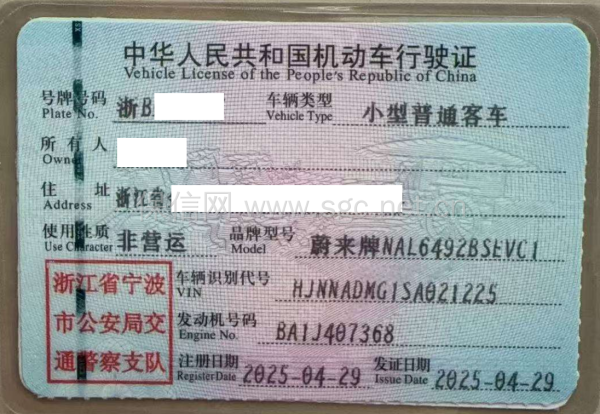 中华人民共和国机动车行驶证
Vehicle License of the People's Republic of China
号牌号码 浙B 车辆类型 小型普通客车
Plate No. Vehicle Type
所有人
Owner
住址 浙江省
Address
信网 www.sgc.net
使用性质 非营运 品牌型号 蔚来牌NAL6492BSEVC1
Use Character Model
浙江省宁波 车辆识别代号 HJNNADMG1SA021225
VIN
市公安局交 发动机号码 BA1J407368
Engine No.
通警察支队 注册日期 2025-04-29 发证日期 2025-04-29
Register Date Issue Date